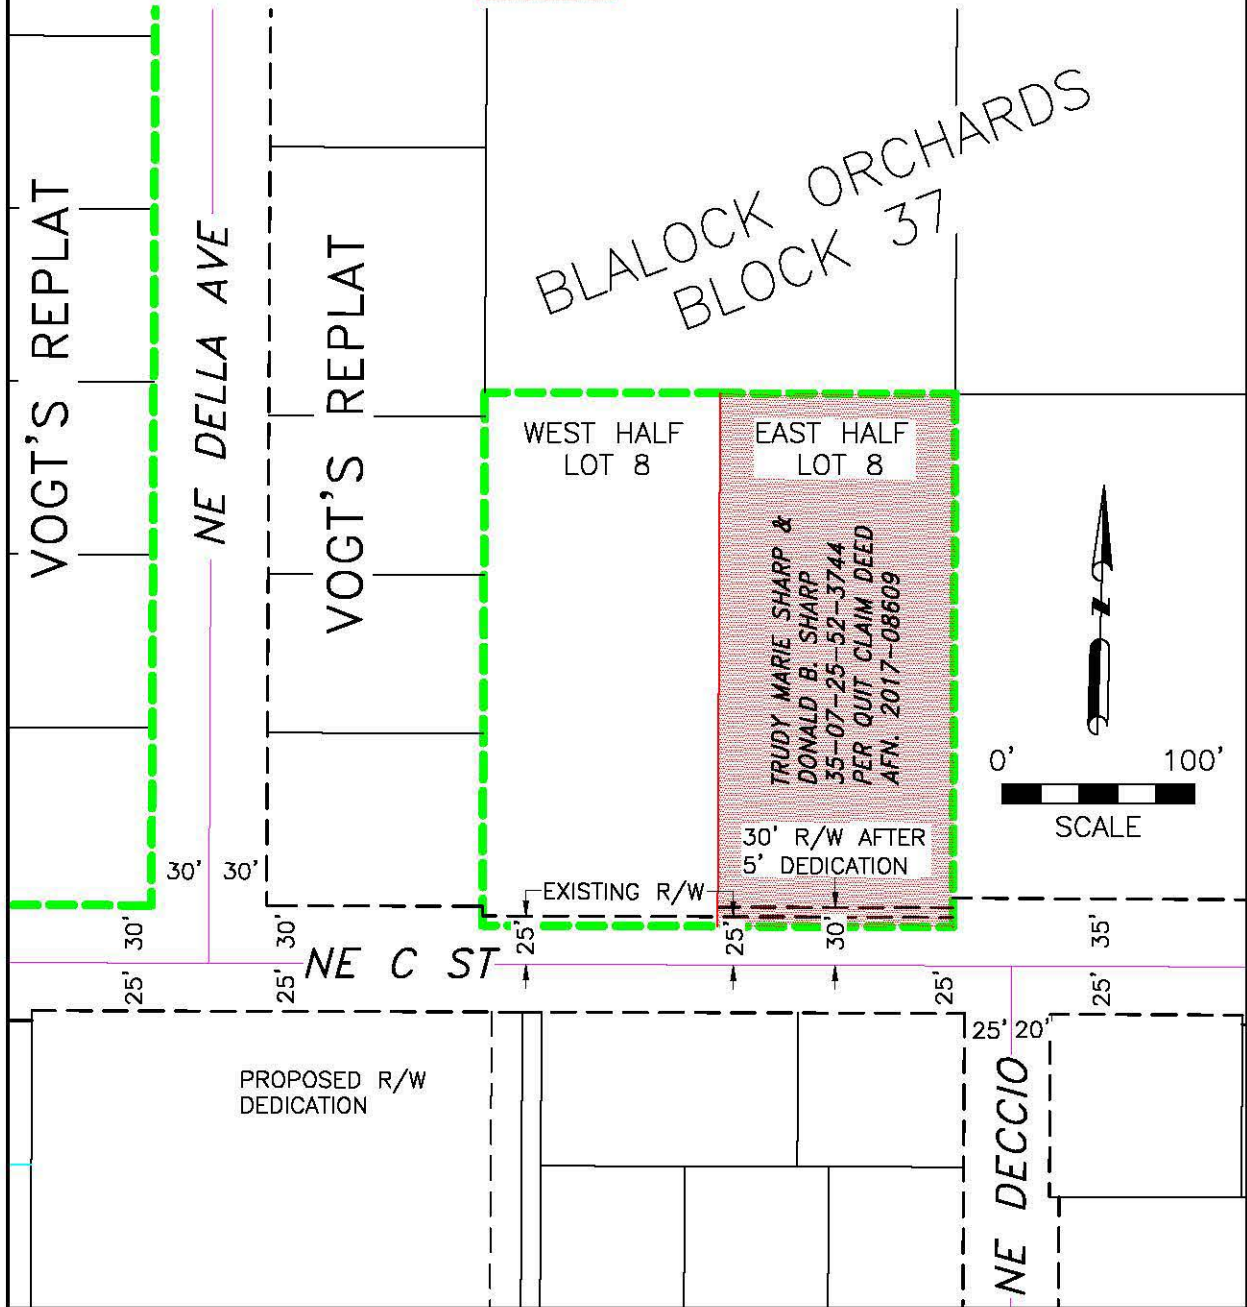 BLALOCK ORCHARDS
BLOCK 37
VOGT'S REPLAT
NE DELLA AVE
VOGT'S REPLAT
WEST HALF
LOT 8
EAST HALF
LOT 8
TRUDY MARIE SHARP &
DONALD B. SHARP
35-07-25-52-3744
PER QUIT CLAIM DEED
AFN. 2017-08609
N
0' 100'
SCALE
30' R/W AFTER
5' DEDICATION
30' 30'
EXISTING R/W
30'
30'
25'
25'
30'
35'
NE C ST
25'
25'
25'
25'
25' 20'
PROPOSED R/W
DEDICATION
NE DECCIO